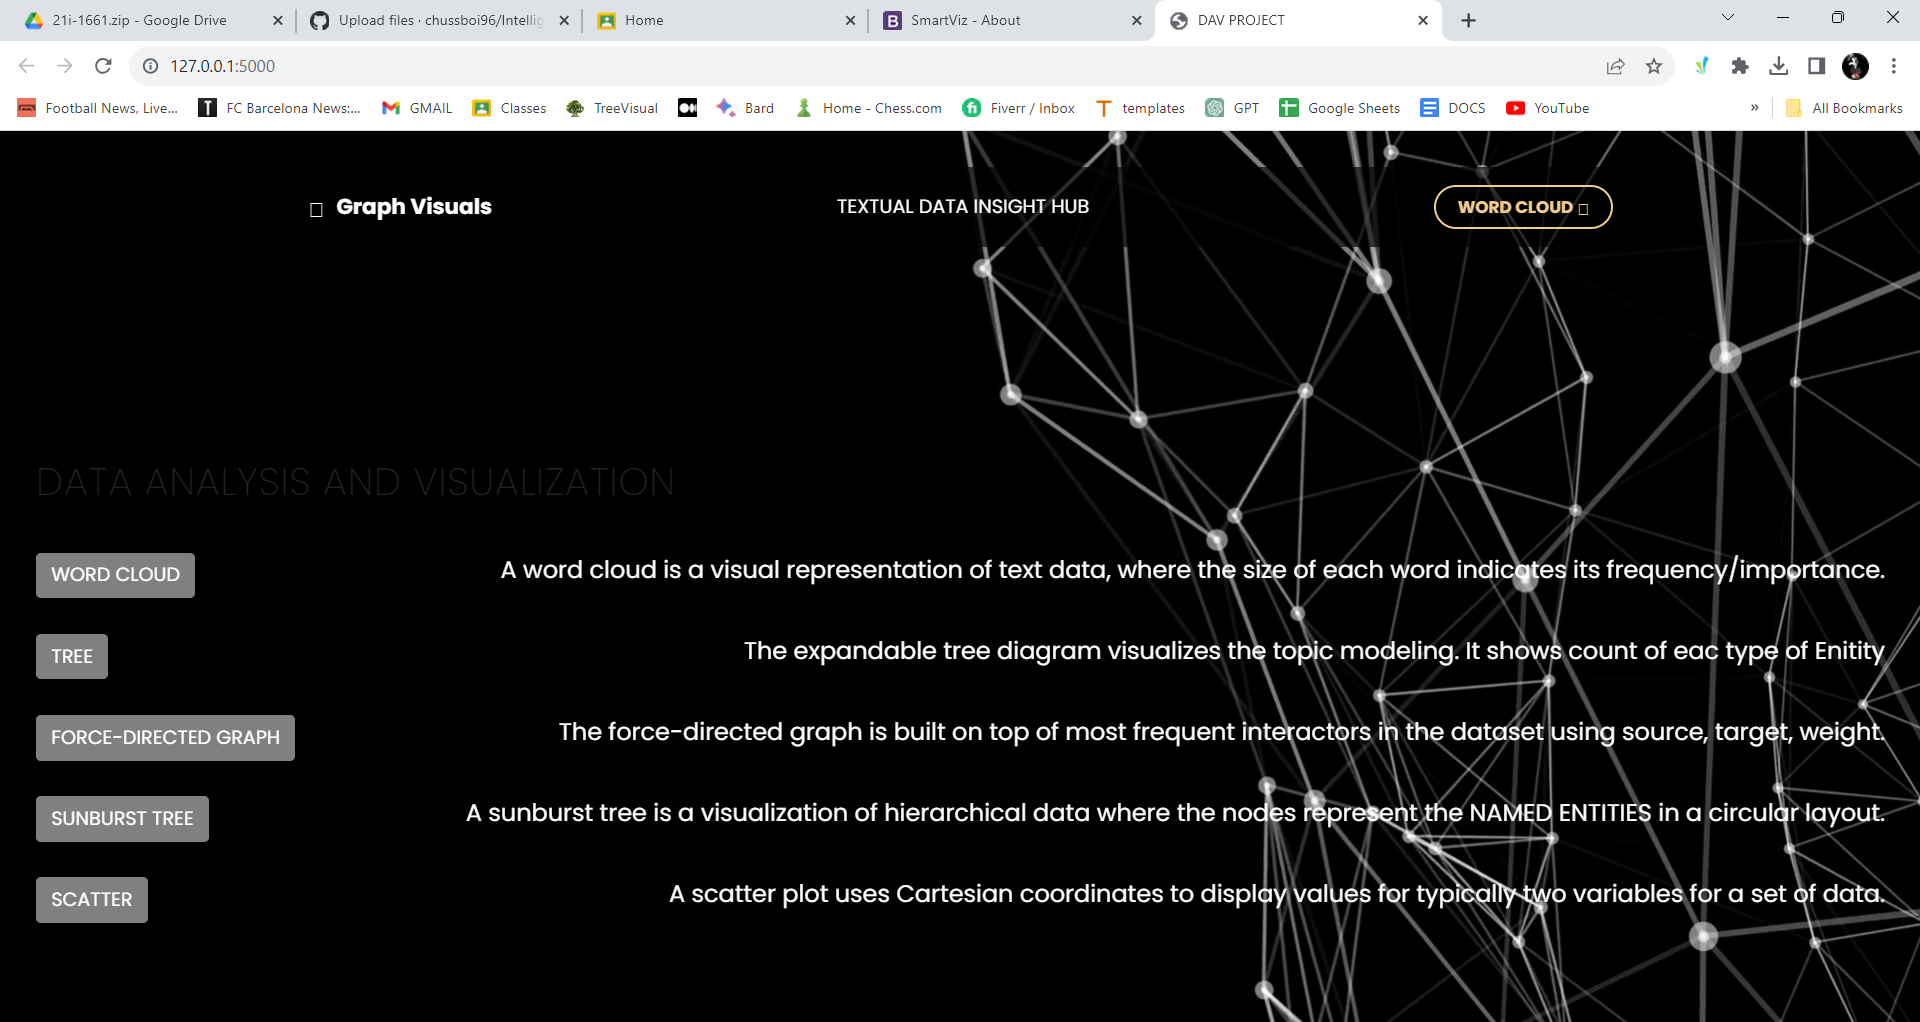 21i-1661.zip - Google Drive
Upload files · chussboi96/Intellig
Home
SmartViz - About
DAV PROJECT
127.0.0.1:5000
Football News, Live...
FC Barcelona News:...
GMAIL
Classes
TreeVisual
Bard
Home - Chess.com
Fiverr / Inbox
templates
GPT
Google Sheets
DOCS
YouTube
»
All Bookmarks
Graph Visuals
TEXTUAL DATA INSIGHT HUB
WORD CLOUD
DATA ANALYSIS AND VISUALIZATION
WORD CLOUD
A word cloud is a visual representation of text data, where the size of each word indicates its frequency/importance.
TREE
The expandable tree diagram visualizes the topic modeling. It shows count of eac type of Enitity
FORCE-DIRECTED GRAPH
The force-directed graph is built on top of most frequent interactors in the dataset using source, target, weight.
SUNBURST TREE
A sunburst tree is a visualization of hierarchical data where the nodes represent the NAMED ENTITIES in a circular layout.
SCATTER
A scatter plot uses Cartesian coordinates to display values for typically two variables for a set of data.